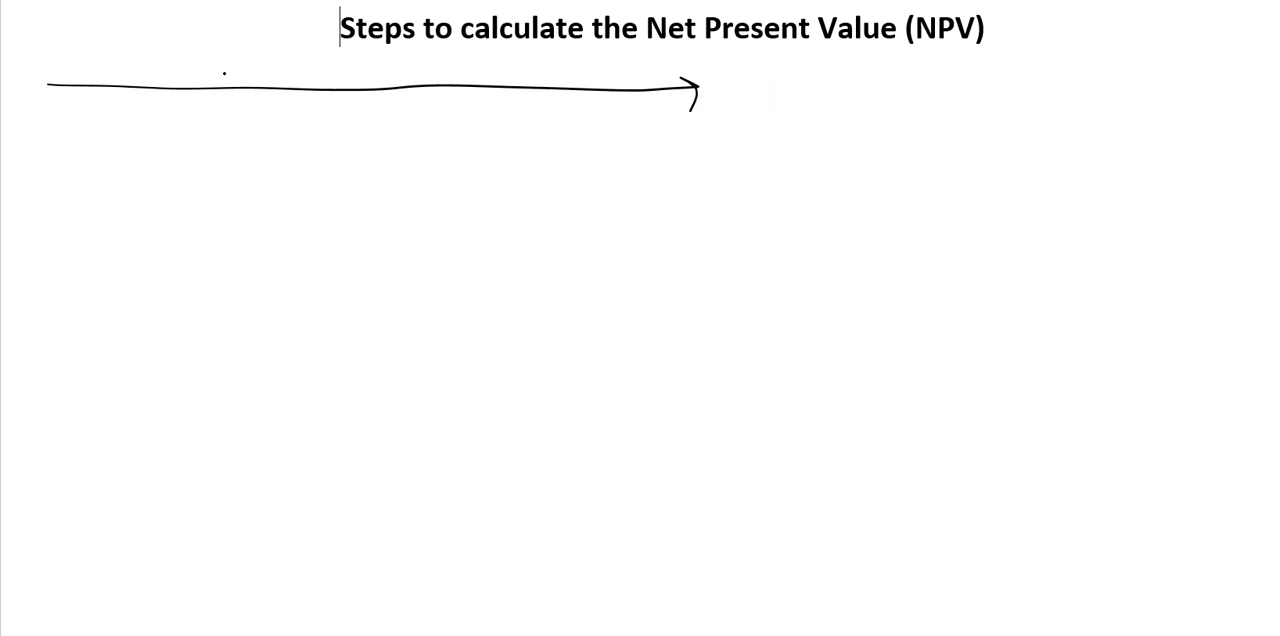 Steps to calculate the Net Present Value (NPV)